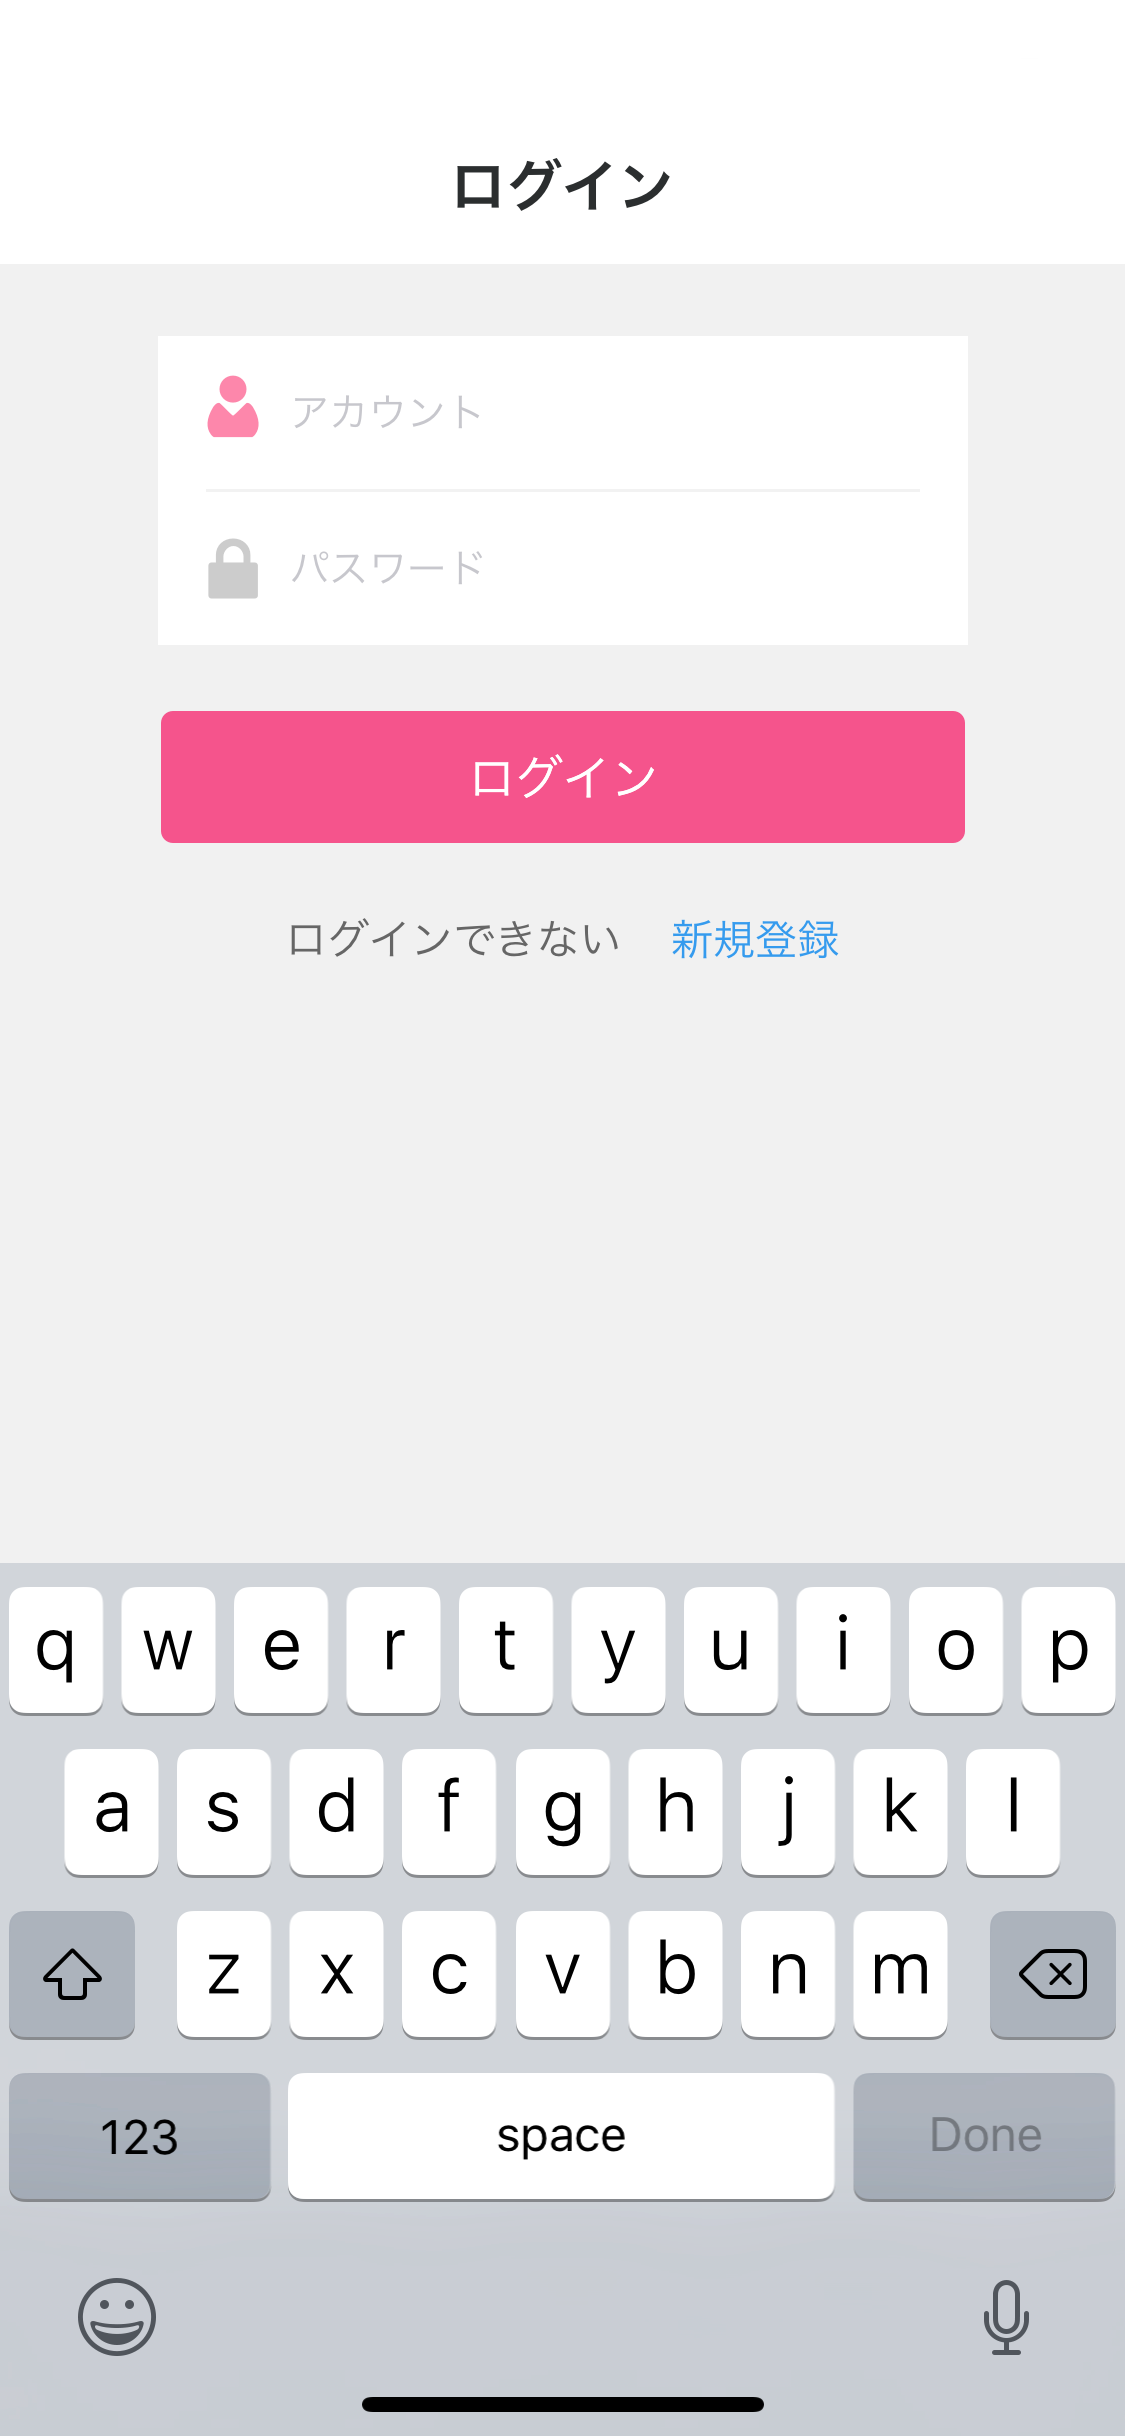 ログイン
アカウント
パスワード
ログイン
ログインできない 新規登録
q w e r t y u i o p
a s d f g h j k l
z x c v b n m
123 space Done